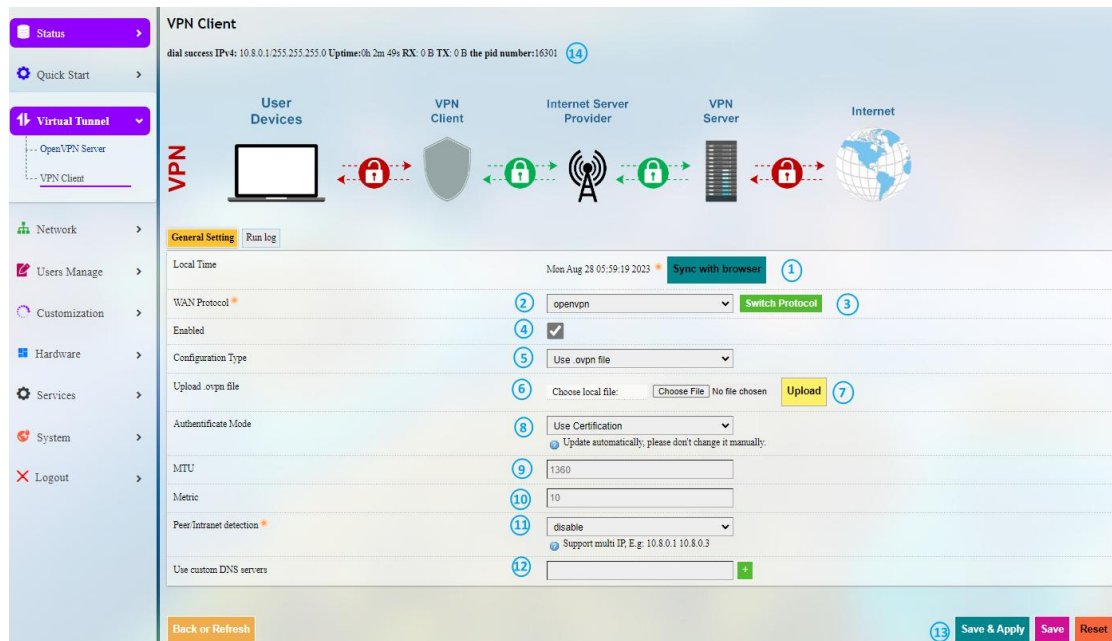 Status
Quick Start
Virtual Tunnel
OpenVPN Server
VPN Client
Network
Users Manage
Customization
Hardware
Services
System
Logout
VPN Client
dial success IPv4: 10.8.0.1/255.255.255.0 Uptime:0h 2m 49s RX: 0 B TX: 0 B the pid number:16301 14
User Devices
VPN Client
Internet Server Provider
VPN Server
Internet
VPN
General Setting Run log
Local Time Mon Aug 28 05:59:19 2023 Sync with browser 1
WAN Protocol 2 openvpn Switch Protocol 3
Enabled 4
Configuration Type 5 Use .ovpn file
Upload .ovpn file 6 Choose local file: Choose File No file chosen Upload 7
Authentificate Mode 8 Use Certification
Update automatically, please don't change it manually.
MTU 9 1360
Metric 10 10
Peer/Intranet detection 11 disable
Support multi IP, E.g: 10.8.0.1 10.8.0.3
Use custom DNS servers 12 +
Back or Refresh 13 Save & Apply Save Reset